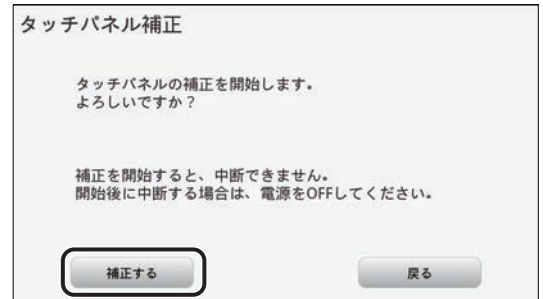 タッチパネル補正
タッチパネルの補正を開始します。
よろしいですか？
補正を開始すると、中断できません。
開始後に中断する場合は、電源をOFFしてください。
補正する
戻る